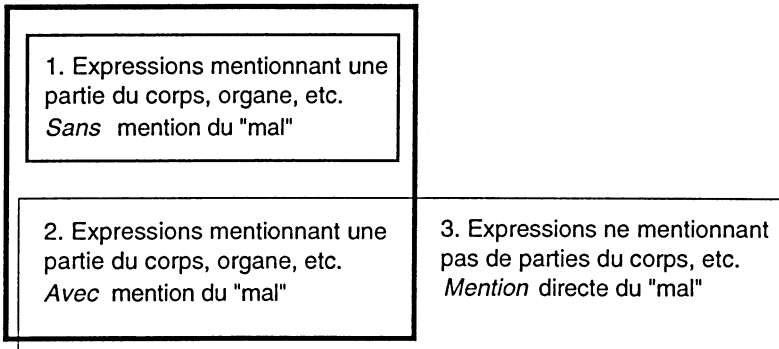 1. Expressions mentionnant une
partie du corps, organe, etc.
Sans mention du "mal"
2. Expressions mentionnant une
partie du corps, organe, etc.
Avec mention du "mal"
3. Expressions ne mentionnant
pas de parties du corps, etc.
Mention directe du "mal"